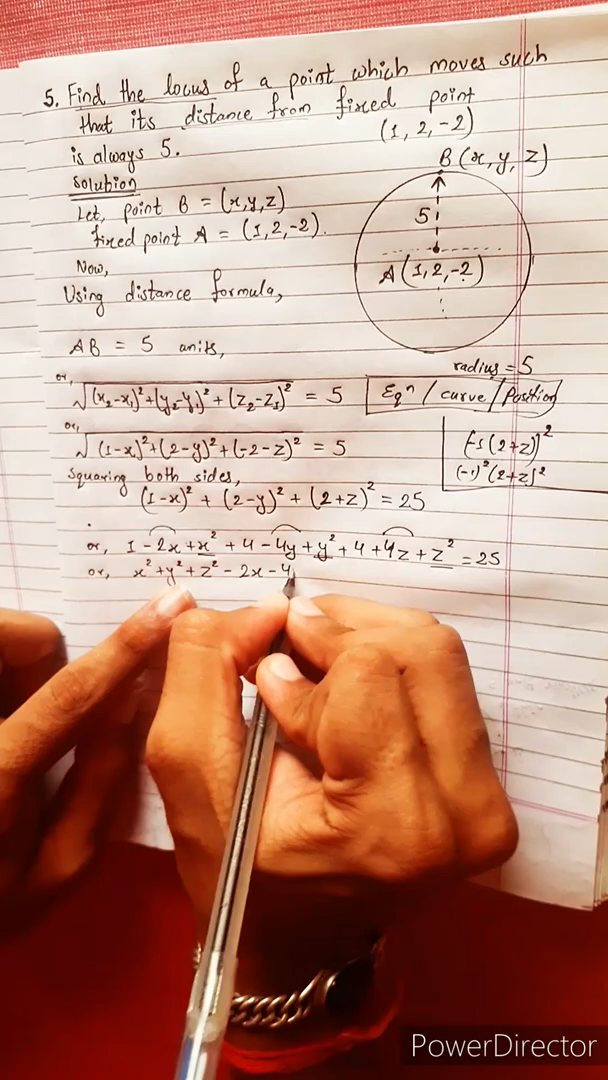 5. Find the locus of a point which moves such
that its distance from fixed point
(1, 2, -2)
is always 5.
Solution
B (x, y, z)
Let, point B = (x,y,z)
5
fixed point A = (1,2,-2).
Now,
A (1, 2, -2)
Using distance formula,
AB = 5 units,
radius = 5
or,
√(x₂-x₁)²+(y₂-y₁)²+(z₂-z₁)² = 5
Eqⁿ / curve / Position
or,
√(1-x)²+(2-y)²+(-2-z)² = 5
{-1(2+z)}²
(-1)²(2+z)²
Squaring both sides,
(1-x)² + (2-y)² + (2+z)² = 25
or, 1-2x+x² + 4-4y+y²+4+4z+z² = 25
or, x²+y²+z²-2x-4
PowerDirector